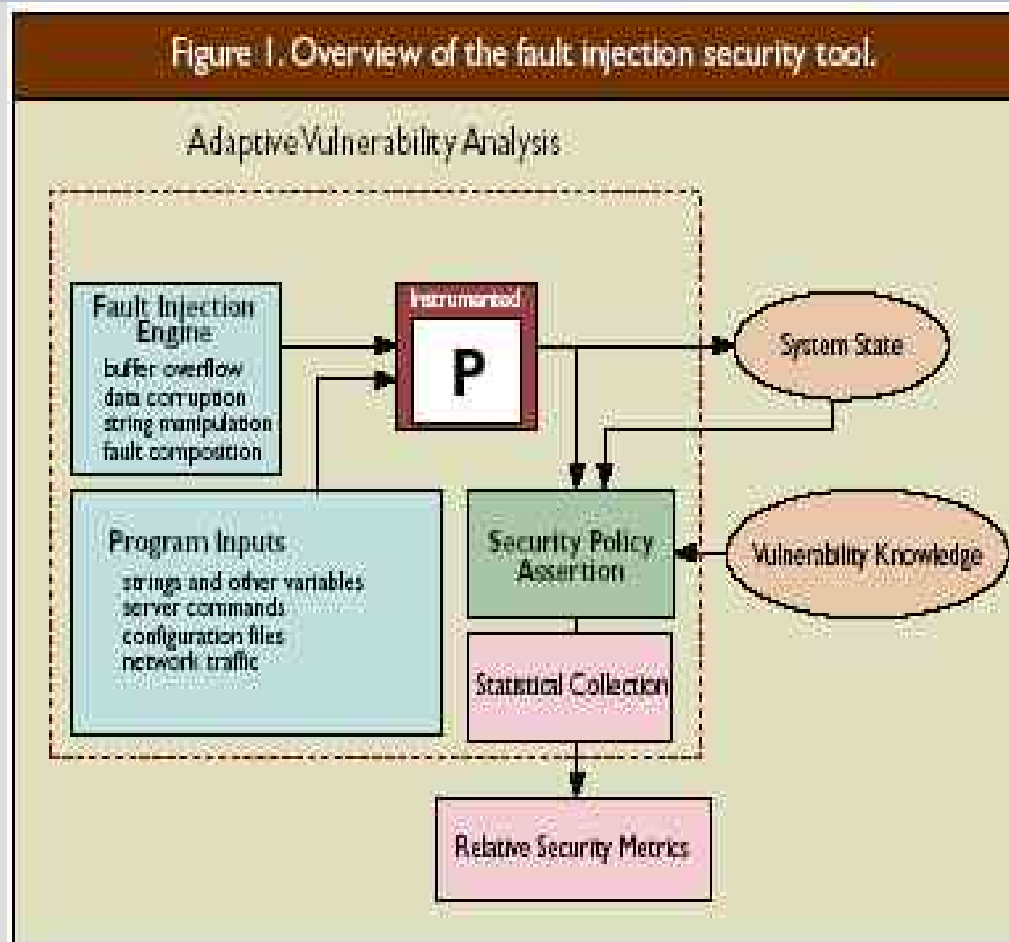 Figure 1. Overview of the fault injection security tool.
Adaptive Vulnerability Analysis
Fault Injection
Engine
buffer overflow
data corruption
string manipulation
fault composition
Instrumented
P
System State
Program Inputs
strings and other variables
server commands
configuration files
network traffic
Security Policy
Assertion
Vulnerability Knowledge
Statistical Collection
Relative Security Metrics